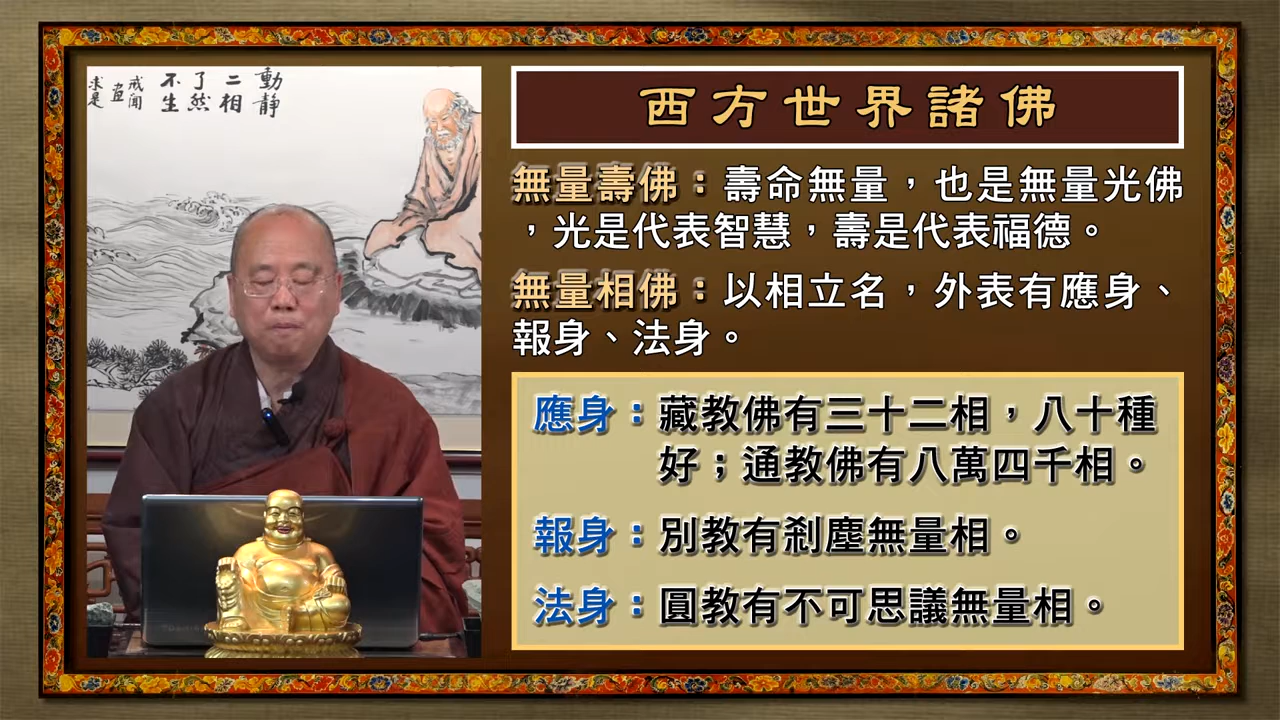 動靜
二相
了然
不生
戒聞
畫
求是
西方世界諸佛
無量壽佛：壽命無量，也是無量光佛
，光是代表智慧，壽是代表福德。
無量相佛：以相立名，外表有應身、
報身、法身。
應身：藏教佛有三十二相，八十種
好；通教佛有八萬四千相。
報身：別教有剎塵無量相。
法身：圓教有不可思議無量相。